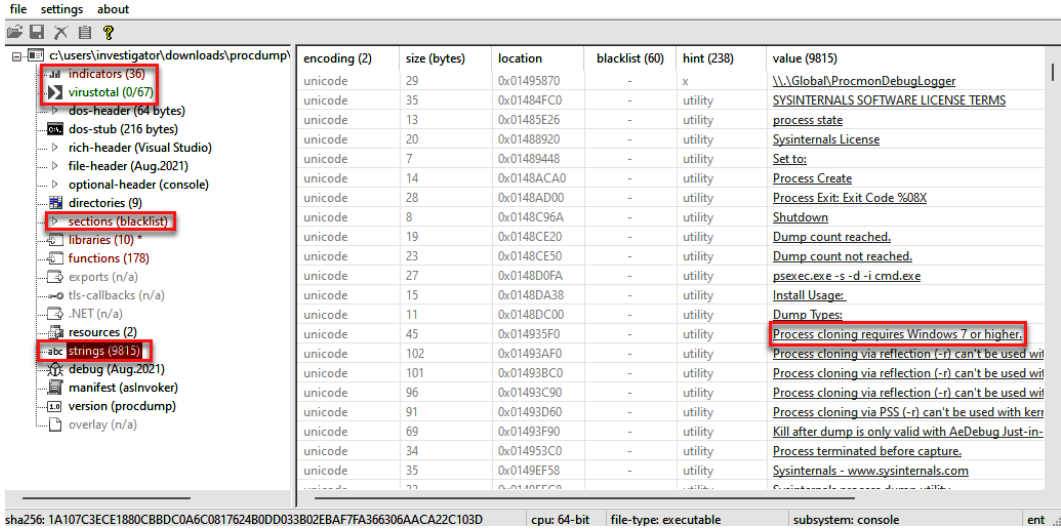 file settings about
c:\users\investigator\downloads\procdump\
indicators (36)
virustotal (0/67)
dos-header (64 bytes)
dos-stub (216 bytes)
rich-header (Visual Studio)
file-header (Aug.2021)
optional-header (console)
directories (9)
sections (blacklist)
libraries (10) *
functions (178)
exports (n/a)
tls-callbacks (n/a)
.NET (n/a)
resources (2)
abc strings (9815)
debug (Aug.2021)
manifest (asInvoker)
1.0 version (procdump)
overlay (n/a)
encoding (2) size (bytes) location blacklist (60) hint (238) value (9815)
unicode 29 0x01495870 - x \\.\Global\ProcmonDebugLogger
unicode 35 0x01484FC0 - utility SYSINTERNALS SOFTWARE LICENSE TERMS
unicode 13 0x01485E26 - utility process state
unicode 20 0x01488920 - utility Sysinternals License
unicode 7 0x01489448 - utility Set to:
unicode 14 0x0148ACA0 - utility Process Create
unicode 28 0x0148AD00 - utility Process Exit: Exit Code %08X
unicode 8 0x0148C96A - utility Shutdown
unicode 19 0x0148CE20 - utility Dump count reached.
unicode 23 0x0148CE50 - utility Dump count not reached.
unicode 27 0x0148D0FA - utility psexec.exe -s -d -i cmd.exe
unicode 15 0x0148DA38 - utility Install Usage:
unicode 11 0x0148DC00 - utility Dump Types:
unicode 45 0x014935F0 - utility Process cloning requires Windows 7 or higher.
unicode 102 0x01493AF0 - utility Process cloning via reflection (-r) can't be used wit
unicode 101 0x01493BC0 - utility Process cloning via reflection (-r) can't be used wit
unicode 96 0x01493C90 - utility Process cloning via reflection (-r) can't be used wit
unicode 91 0x01493D60 - utility Process cloning via PSS (-r) can't be used with kern
unicode 69 0x01493F90 - utility Kill after dump is only valid with AeDebug Just-in-
unicode 34 0x014953C0 - utility Process terminated before capture.
unicode 35 0x0149EF58 - utility Sysinternals - www.sysinternals.com
sha256: 1A107C3ECE1880CBBDC0A6C0817624B0DD033B02EBAF7FA366306AACA22C103D cpu: 64-bit file-type: executable subsystem: console ent